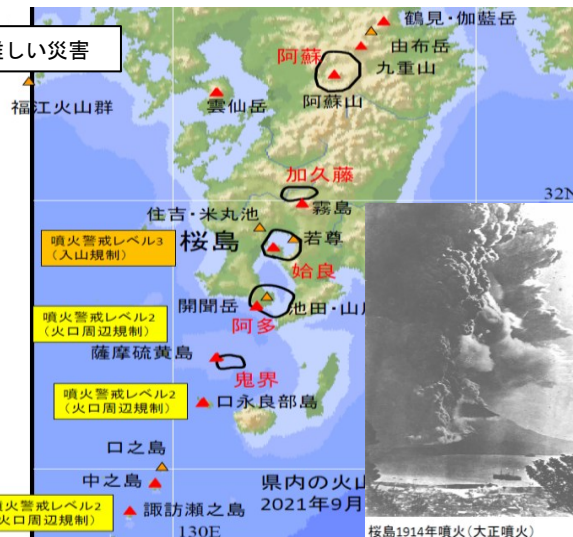 鶴見・伽藍岳
難しい災害
由布岳
阿蘇
九重山
阿蘇山
雲仙岳
福江火山群
加久藤
32N
霧島
住吉・米丸池
桜島
若尊
噴火警戒レベル3
（入山規制）
姶良
開聞岳
池田・山川
阿多
噴火警戒レベル2
（火口周辺規制）
薩摩硫黄島
鬼界
噴火警戒レベル2
（火口周辺規制）
口永良部島
口之島
中之島
県内の火山
2021年9月
諏訪瀬之島
噴火警戒レベル2
火口周辺規制）
130E
桜島1914年噴火(大正噴火)